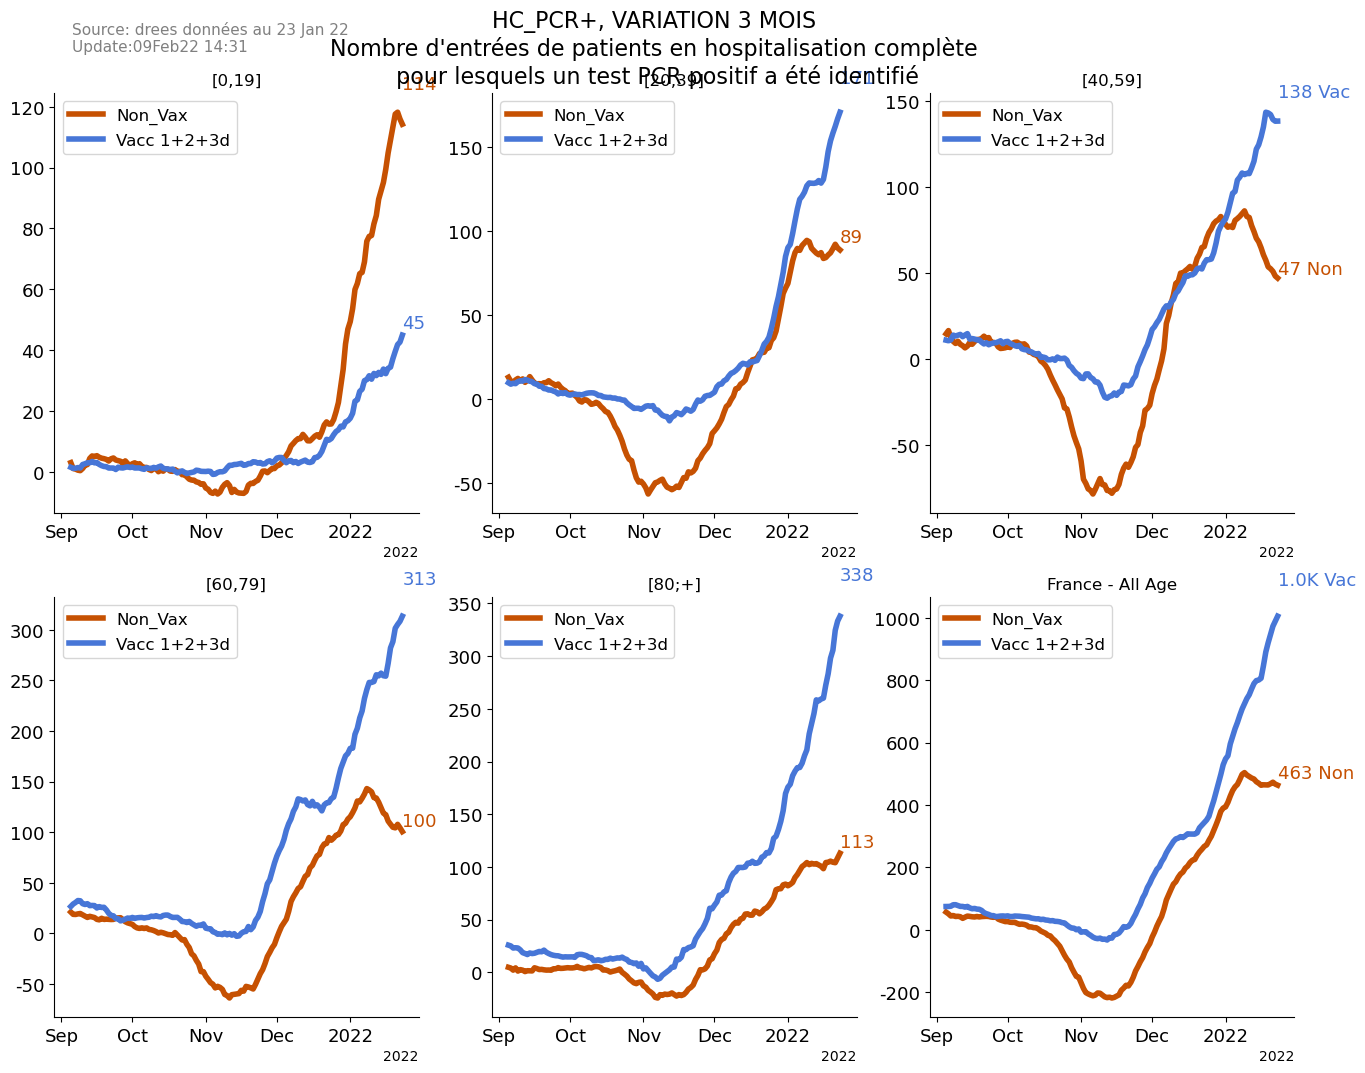 Source: drees données au 23 Jan 22
Update:09Feb22 14:31
HC_PCR+, VARIATION 3 MOIS
Nombre d'entrées de patients en hospitalisation complète
pour lesquels un test PCR positif a été identifié
[0,19]
114
Non_Vax
Vacc 1+2+3d
45
120
100
80
60
40
20
0
Sep Oct Nov Dec 2022
2022
[20,39]
171
Non_Vax
Vacc 1+2+3d
89
150
100
50
0
-50
Sep Oct Nov Dec 2022
2022
[40,59]
138 Vac
Non_Vax
Vacc 1+2+3d
47 Non
150
100
50
0
-50
Sep Oct Nov Dec 2022
2022
[60,79]
313
Non_Vax
Vacc 1+2+3d
100
300
250
200
150
100
50
0
-50
Sep Oct Nov Dec 2022
2022
[80;+]
338
Non_Vax
Vacc 1+2+3d
113
350
300
250
200
150
100
50
0
Sep Oct Nov Dec 2022
2022
France - All Age
1.0K Vac
Non_Vax
Vacc 1+2+3d
463 Non
1000
800
600
400
200
0
-200
Sep Oct Nov Dec 2022
2022